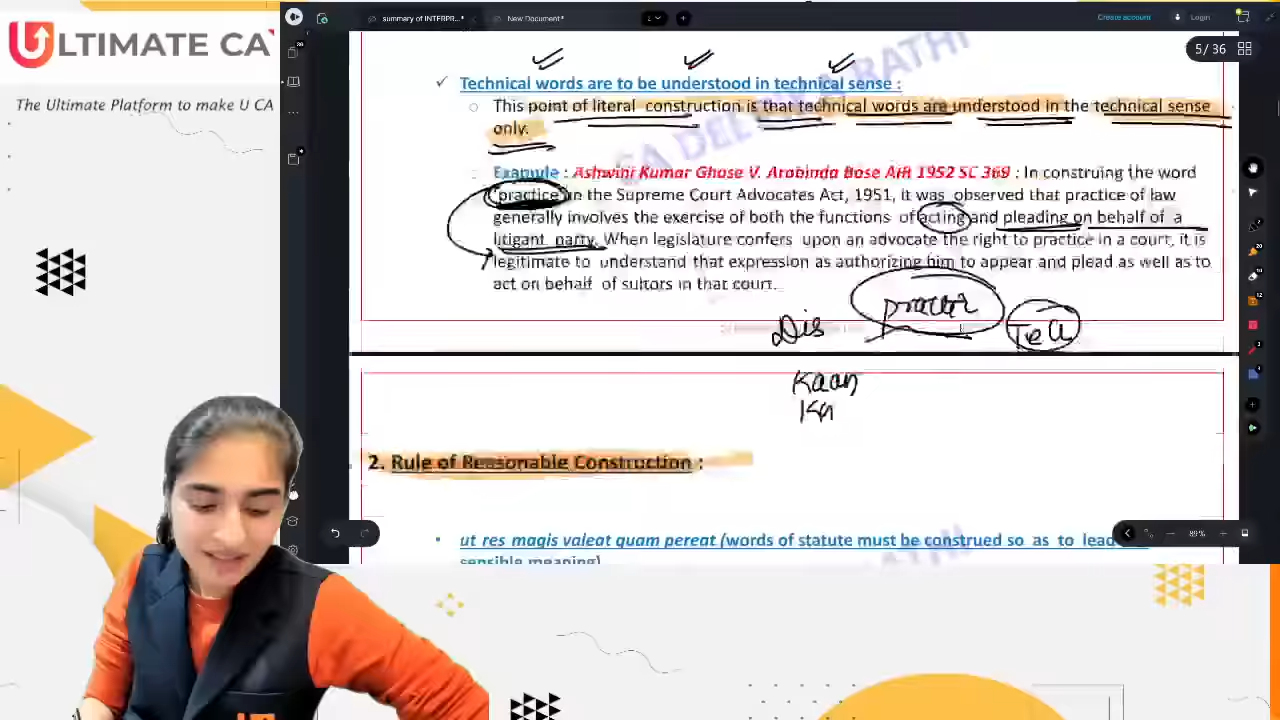 ULTIMATE CA
The Ultimate Platform to make U CA
summary of INTERPR...*
New Document*
1
Create account
Login
5 / 36
Technical words are to be understood in technical sense :
This point of literal construction is that technical words are understood in the technical sense
only.
Example : Ashwini Kumar Ghose V. Arabinda Bose AIR 1952 SC 369 : In construing the word
'practice' in the Supreme Court Advocates Act, 1951, it was observed that practice of law
generally involves the exercise of both the functions of acting and pleading on behalf of a
litigant party. When legislature confers upon an advocate the right to practice in a court, it is
legitimate to understand that expression as authorizing him to appear and plead as well as to
act on behalf of suitors in that court.
Dis
Kaan
Ka
2. Rule of Reasonable Construction :
89%
ut res magis valeat quam pereat (words of statute must be construed so as to lead
sensible meaning)